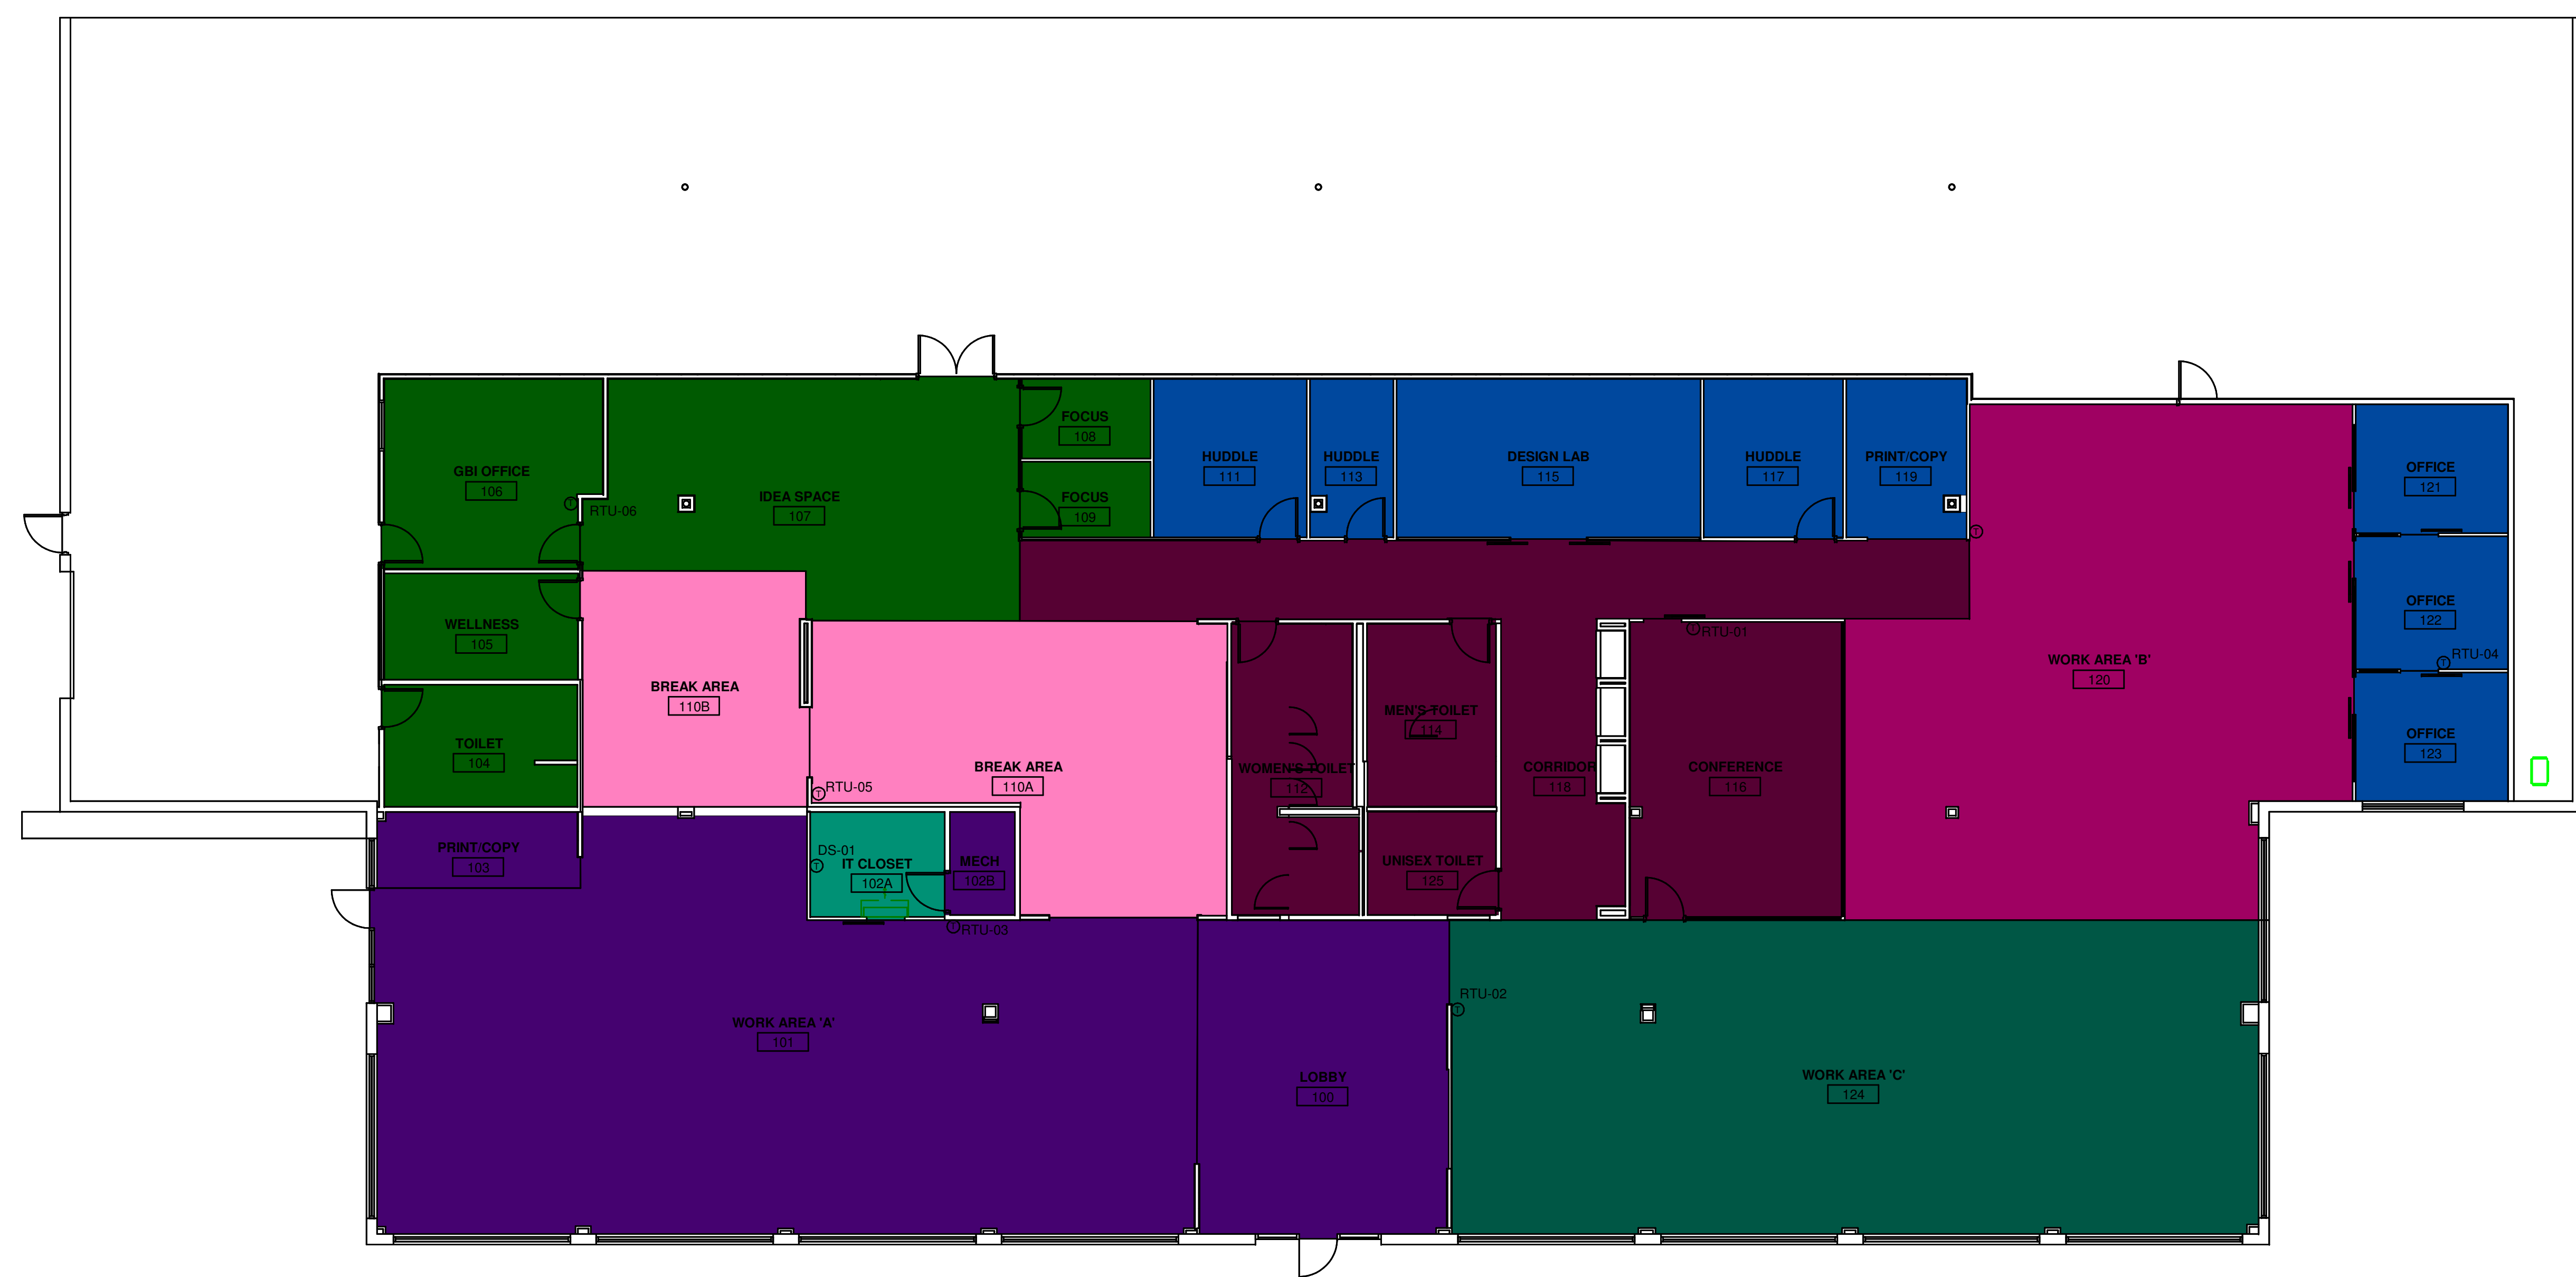 FOCUS
108
GBI OFFICE
106
RTU-06
IDEA SPACE
107
FOCUS
109
HUDDLE
111
HUDDLE
113
DESIGN LAB
115
HUDDLE
117
PRINT/COPY
119
T
T
OFFICE
121
WELLNESS
105
BREAK AREA
110B
TOILET
104
T
RTU-05
BREAK AREA
110A
WOMEN'S TOILET
112
MEN'S TOILET
114
CORRIDOR
118
T
RTU-01
CONFERENCE
116
WORK AREA 'B'
120
OFFICE
122
T
RTU-04
OFFICE
123
PRINT/COPY
103
DS-01
T
IT CLOSET
102A
MECH
102B
T
RTU-03
UNISEX TOILET
125
WORK AREA 'A'
101
LOBBY
100
RTU-02
T
WORK AREA 'C'
124